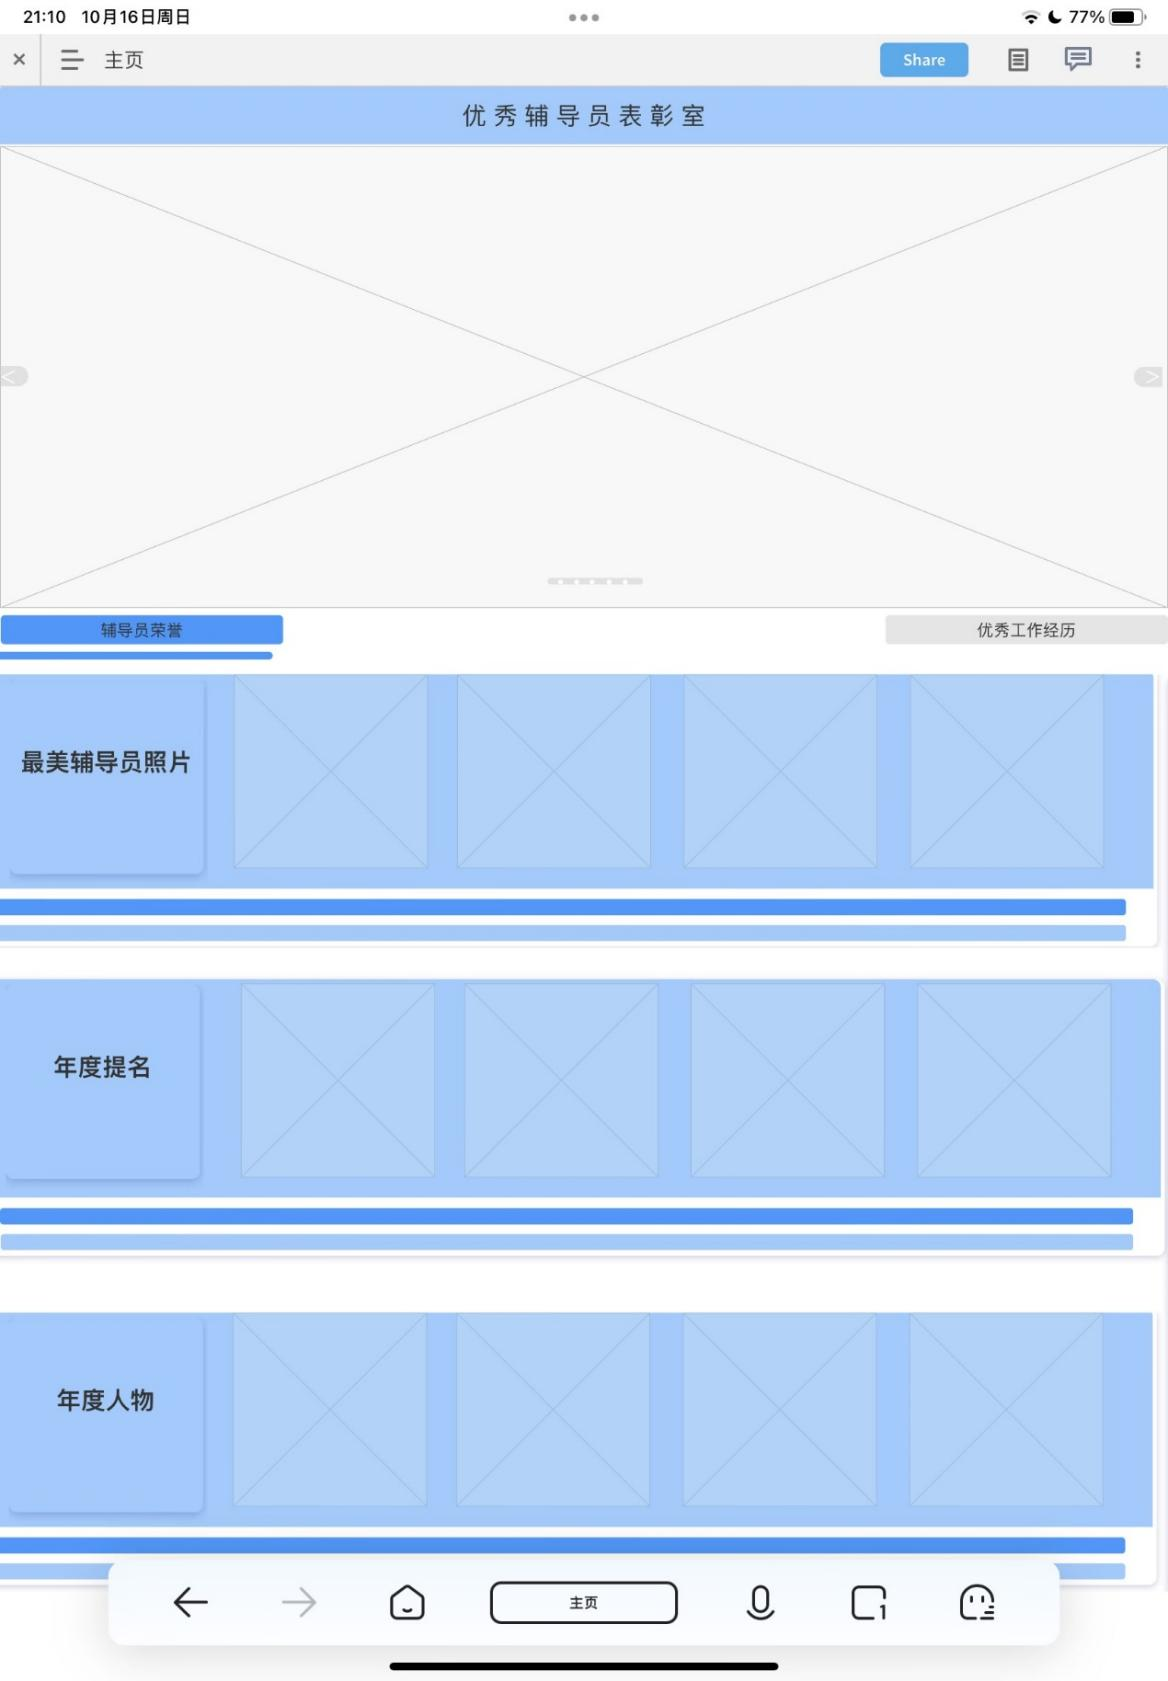 21:10 10月16日周日
77%
主页
Share
优秀辅导员表彰室
<
>
辅导员荣誉
优秀工作经历
最美辅导员照片
年度提名
年度人物
主页
1